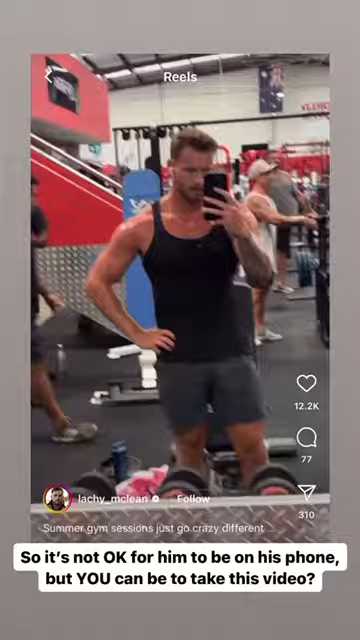 Reels
12.2K
77
lachy_mclean Follow
310
Summer gym sessions just go crazy different ...
So it's not OK for him to be on his phone,
but YOU can be to take this video?